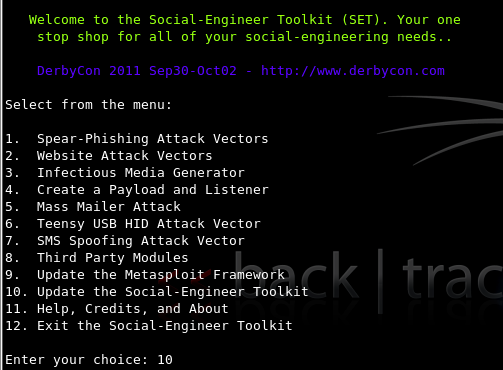 Welcome to the Social-Engineer Toolkit (SET). Your one
stop shop for all of your social-engineering needs..
DerbyCon 2011 Sep30-Oct02 - http://www.derbycon.com
Select from the menu:
1. Spear-Phishing Attack Vectors
2. Website Attack Vectors
3. Infectious Media Generator
4. Create a Payload and Listener
5. Mass Mailer Attack
6. Teensy USB HID Attack Vector
7. SMS Spoofing Attack Vector
8. Third Party Modules
9. Update the Metasploit Framework
10. Update the Social-Engineer Toolkit
11. Help, Credits, and About
12. Exit the Social-Engineer Toolkit
back | trac
Enter your choice: 10